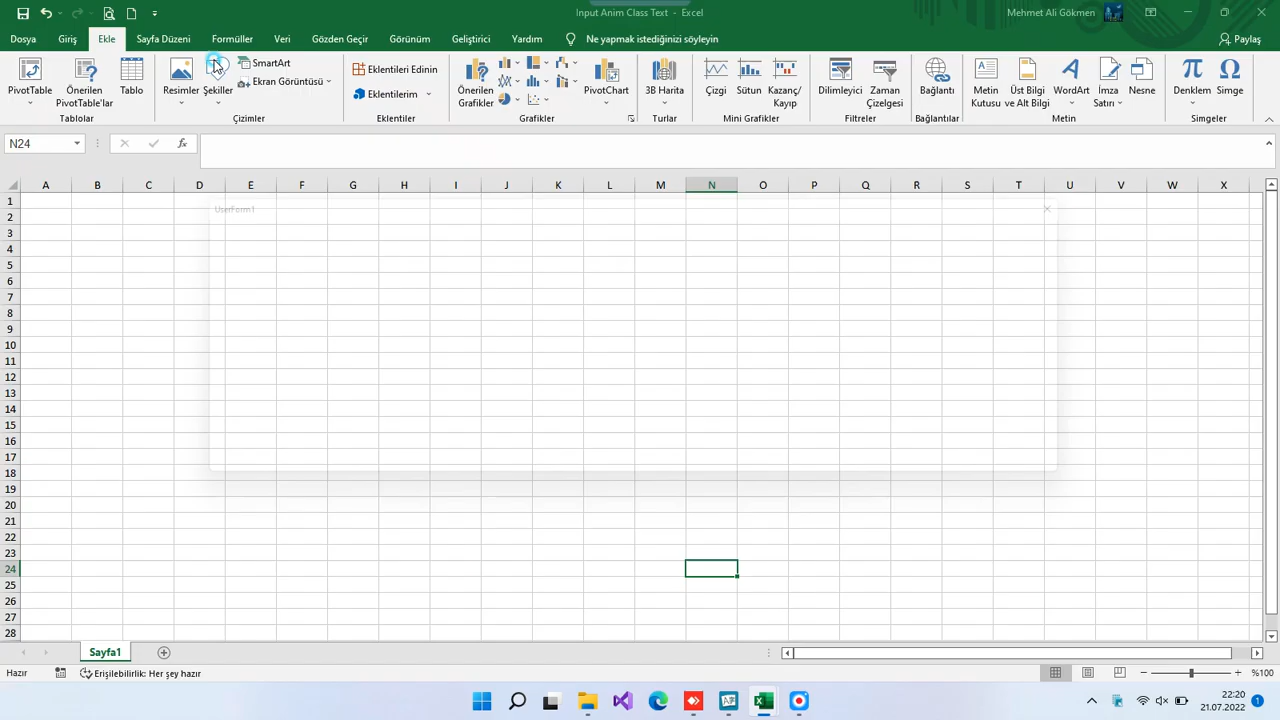 Input Anim Class Text - Excel
Mehmet Ali Gökmen
Dosya Giriş Ekle Sayfa Düzeni Formüller Veri Gözden Geçir Görünüm Geliştirici Yardım Ne yapmak istediğinizi söyleyin Paylaş
PivotTable
Önerilen
PivotTable'lar
Tablo
Tablolar
Resimler
Şekiller
SmartArt
Ekran Görüntüsü
Çizimler
Eklentileri Edinin
Eklentilerim
Eklentiler
Önerilen
Grafikler
PivotChart
Grafikler
3B Harita
Turlar
Çizgi
Sütun
Kazanç/
Kayıp
Mini Grafikler
Dilimleyici
Zaman
Çizelgesi
Filtreler
Bağlantı
Bağlantılar
Metin
Kutusu
Üst Bilgi
ve Alt Bilgi
WordArt
İmza
Satırı
Nesne
Metin
Denklem
Simge
Simgeler
N24
fx
A B C D E F G H I J K L M N O P Q R S T U V W X
1
UserForm1
2
3
4
5
6
7
8
9
10
11
12
13
14
15
16
17
18
19
20
21
22
23
24
25
26
27
28
Sayfa1
Hazır
Erişilebilirlik: Her şey hazır
%100
22:20
21.07.2022
1